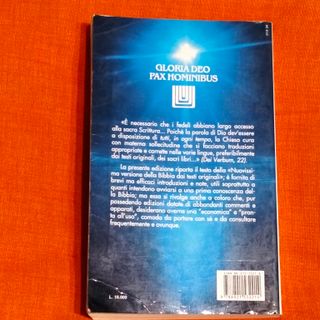 GLORIA DEO
PAX HOMINIBUS
«È necessario che i fedeli abbiano largo accesso
alla sacra Scrittura... Poiché la parola di Dio dev'essere
a disposizione di tutti, in ogni tempo, la Chiesa cura
con materna sollecitudine che si facciano traduzioni
appropriate e corrette nelle varie lingue, preferibilmente
dai testi originali, dei sacri libri...» (Dei Verbum, 22).
La presente edizione riporta il testo della «Nuovissi-
ma versione della Bibbia dai testi originali»; è fornita di
brevi ma efficaci introduzioni e note, utili soprattutto a
quanti intendono avviarsi a una prima conoscenza del-
la Bibbia; ma essa si rivolge anche a coloro che, pur
possedendo edizioni dotate di abbondanti commenti e
apparati, desiderano averne una "economica" e "pron-
ta all'uso", comoda da portare con sé e da consultare
frequentemente e ovunque.
L. 18.000